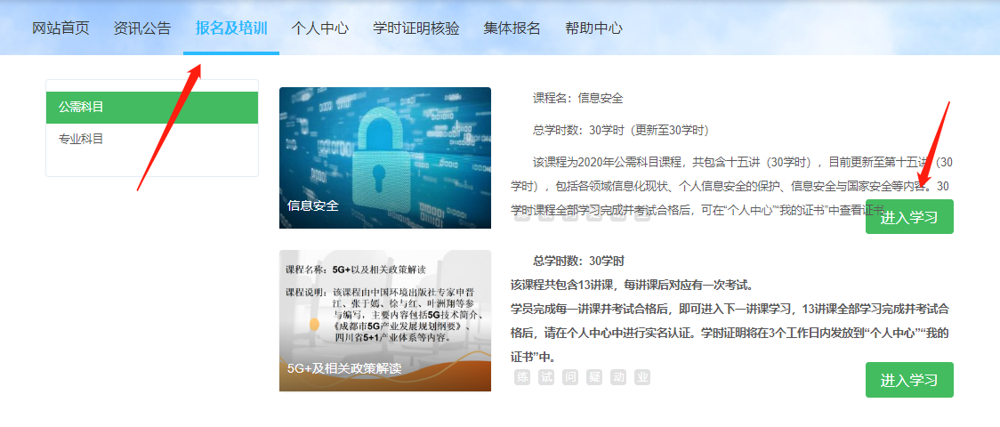 网站首页 资讯公告 报名及培训 个人中心 学时证明核验 集体报名 帮助中心
公需科目
专业科目
信息安全
课程名：信息安全
总学时数：30学时（更新至30学时）
该课程为2020年公需科目课程，共包含十五讲（30学时），目前更新至第十五讲（30
学时），包括各领域信息化现状、个人信息安全的保护、信息安全与国家安全等内容。30
学时课程全部学习完成并考试合格后，可在“个人中心”“我的证书”中查看证书
进入学习
课程名称：5G+以及相关政策解读
课程说明：该课程由中国环境出版社专家申晋
江、张于嫣、徐与红、叶洲翔等参
与编写，主要内容包括5G技术简介、
《成都市5G产业发展规划纲要》、
四川省5+1产业体系等内容。
5G+及相关政策解读
总学时数：30学时
该课程共包含13讲课，每讲课后对应有一次考试。
学员完成每一讲课并考试合格后，即可进入下一讲课学习，13讲课全部学习完成并考试合
格后，请在个人中心中进行实名认证。学时证明将在3个工作日内发放到“个人中心”“我的
证书”中。
练 试 问 疑 动 业
进入学习